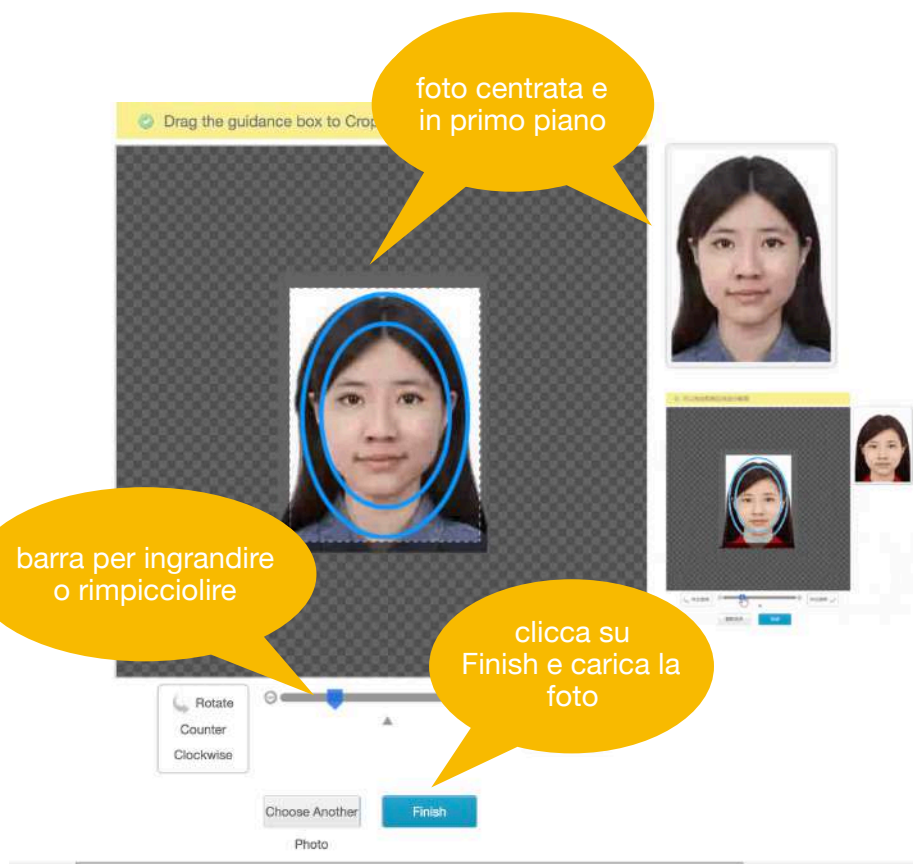 foto centrata e
in primo piano
Drag the guidance box to Crop
barra per ingrandire
o rimpicciolire
clicca su
Finish e carica la
foto
Rotate
Counter
Clockwise
Choose Another
Photo
Finish